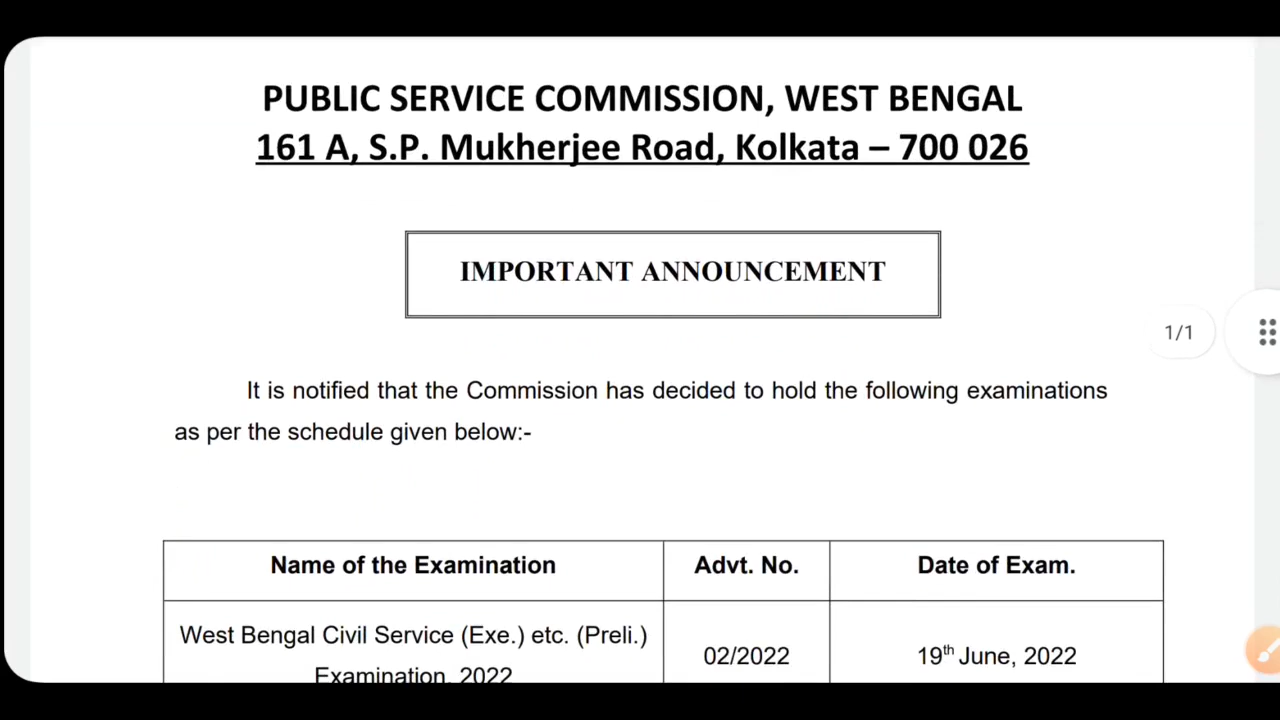 PUBLIC SERVICE COMMISSION, WEST BENGAL
161 A, S.P. Mukherjee Road, Kolkata – 700 026
IMPORTANT ANNOUNCEMENT
1/1
It is notified that the Commission has decided to hold the following examinations
as per the schedule given below:-
Name of the Examination Advt. No. Date of Exam.
West Bengal Civil Service (Exe.) etc. (Preli.)
Examination, 2022 02/2022 19th June, 2022